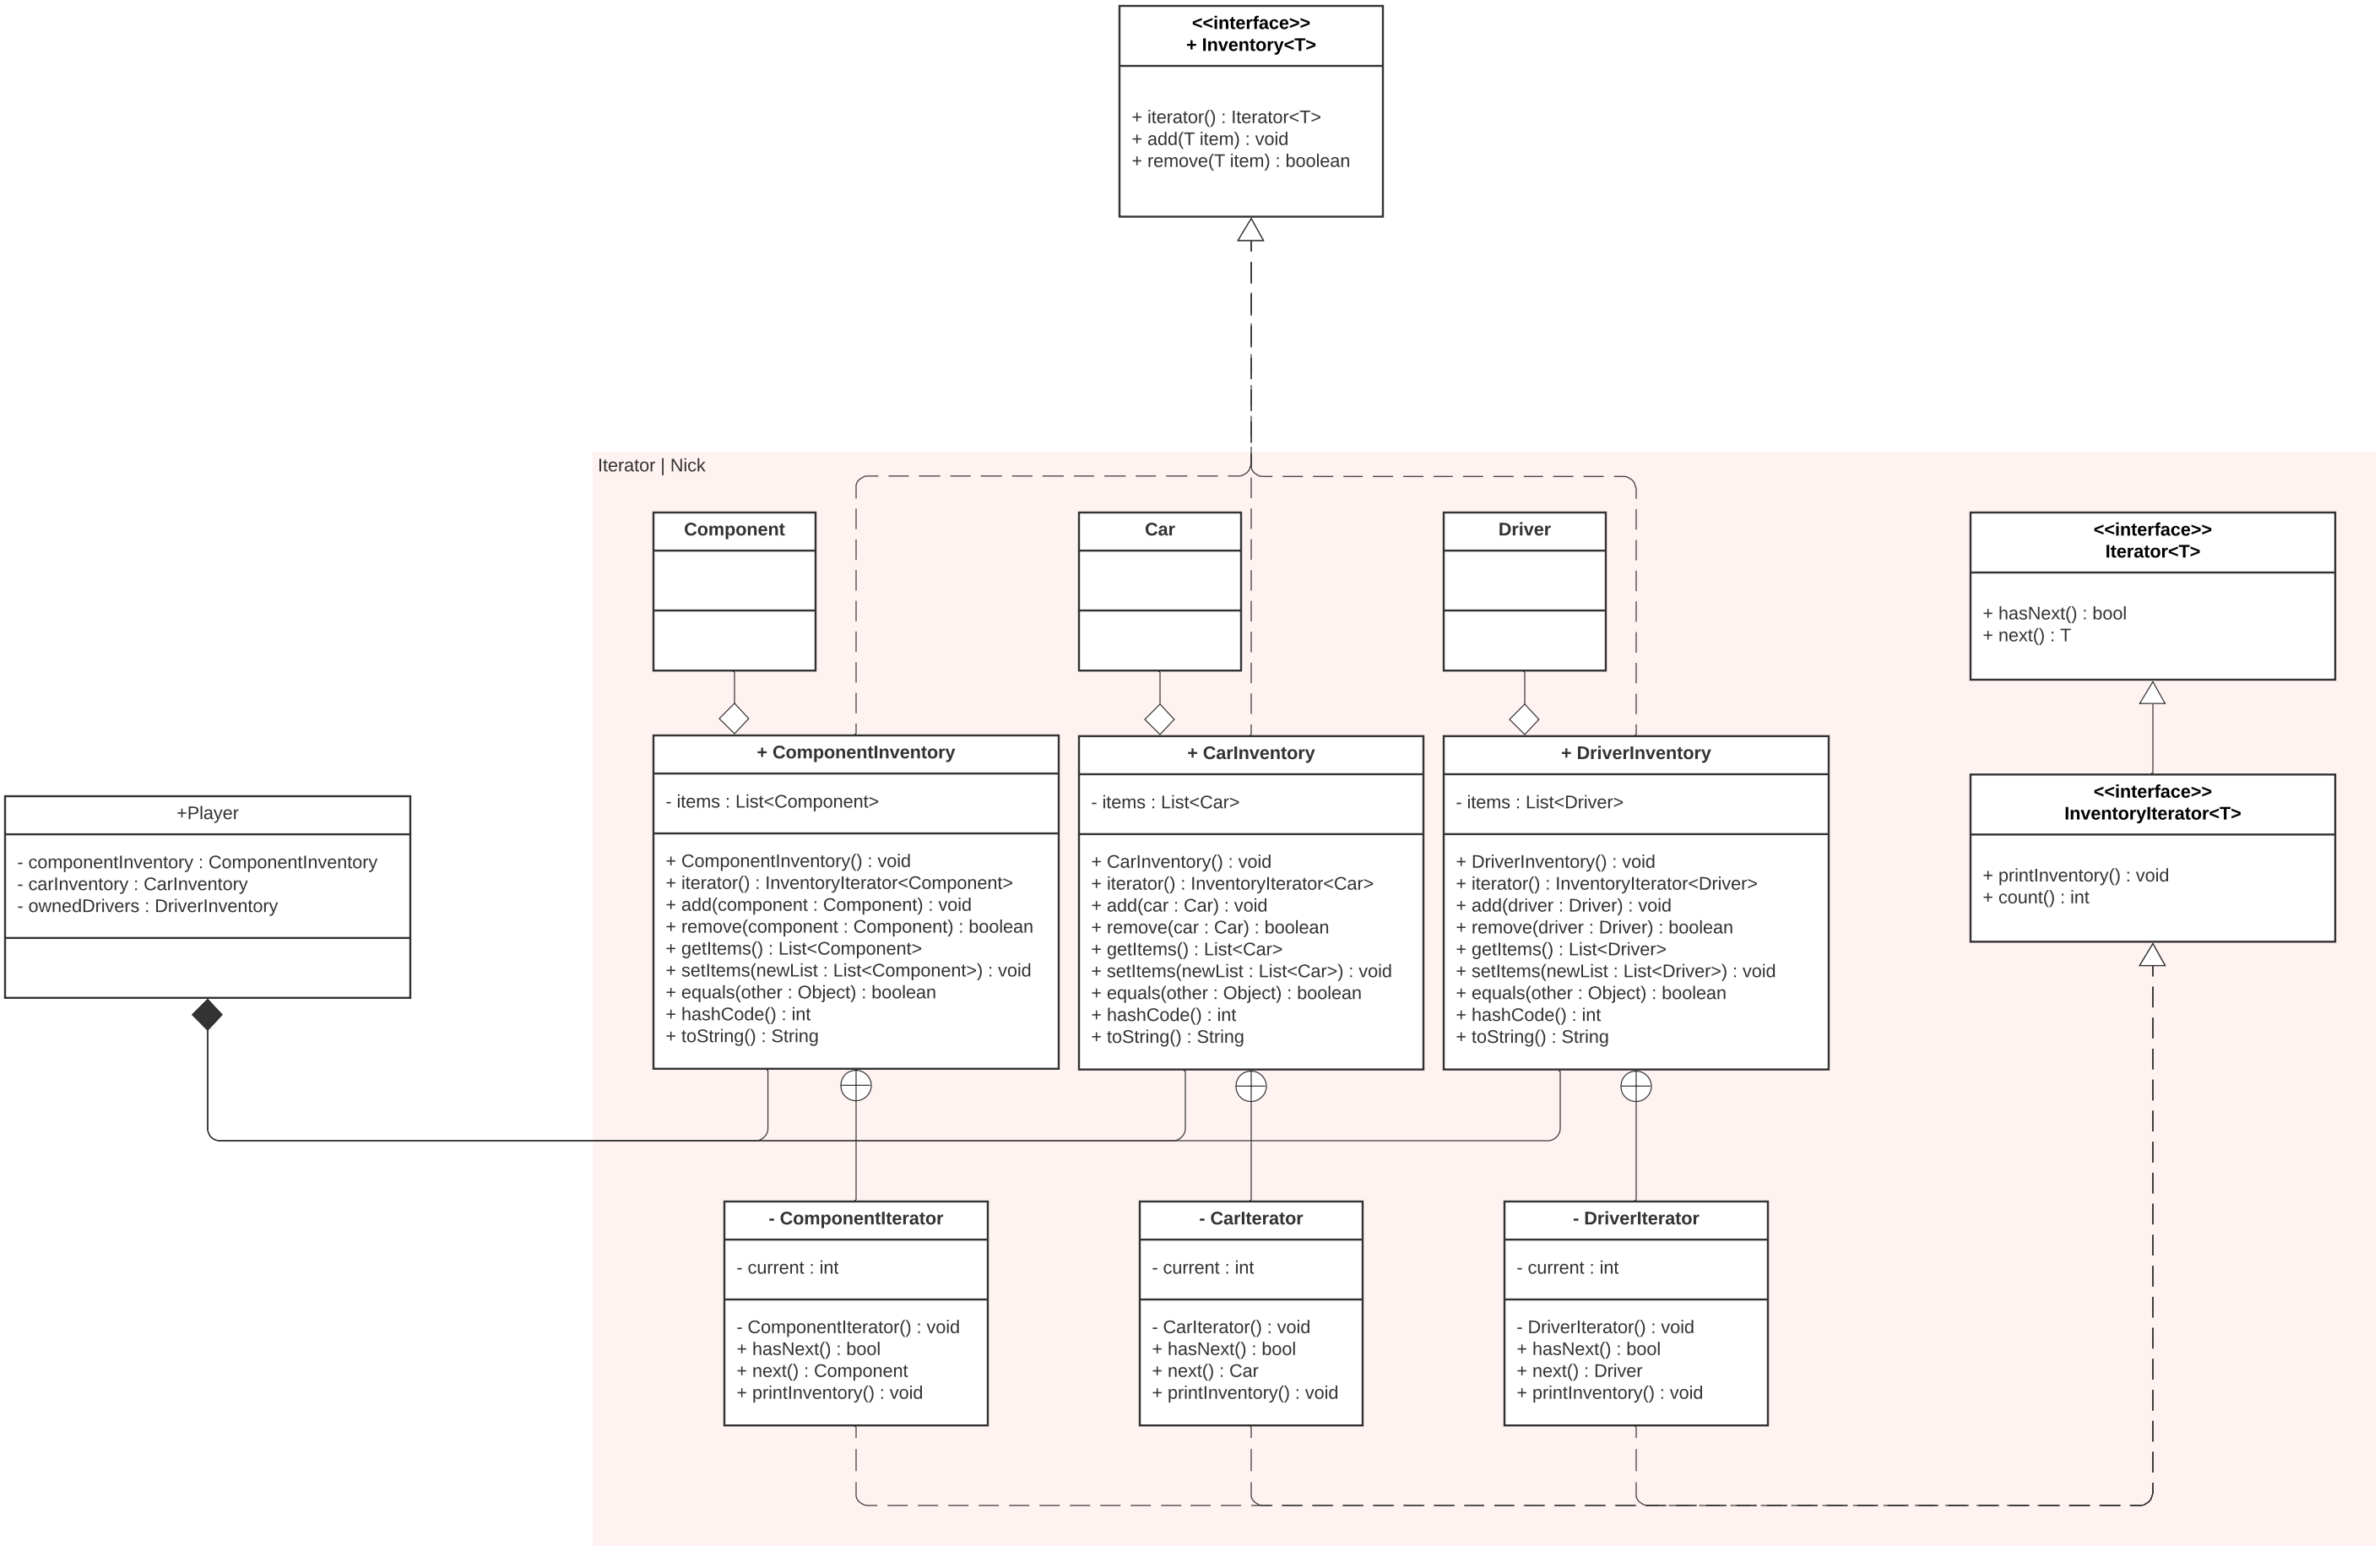 <<interface>>
+ Inventory<T>
+ iterator() : Iterator<T>
+ add(T item) : void
+ remove(T item) : boolean
Iterator | Nick
Component
Car
Driver
<<interface>>
Iterator<T>
+ hasNext() : bool
+ next() : T
+Player
- componentInventory : ComponentInventory
- carInventory : CarInventory
- ownedDrivers : DriverInventory
+ ComponentInventory
- items : List<Component>
+ ComponentInventory() : void
+ iterator() : InventoryIterator<Component>
+ add(component : Component) : void
+ remove(component : Component) : boolean
+ getItems() : List<Component>
+ setItems(newList : List<Component>) : void
+ equals(other : Object) : boolean
+ hashCode() : int
+ toString() : String
+ CarInventory
- items : List<Car>
+ CarInventory() : void
+ iterator() : InventoryIterator<Car>
+ add(car : Car) : void
+ remove(car : Car) : boolean
+ getItems() : List<Car>
+ setItems(newList : List<Car>) : void
+ equals(other : Object) : boolean
+ hashCode() : int
+ toString() : String
+ DriverInventory
- items : List<Driver>
+ DriverInventory() : void
+ iterator() : InventoryIterator<Driver>
+ add(driver : Driver) : void
+ remove(driver : Driver) : boolean
+ getItems() : List<Driver>
+ setItems(newList : List<Driver>) : void
+ equals(other : Object) : boolean
+ hashCode() : int
+ toString() : String
<<interface>>
InventoryIterator<T>
+ printInventory() : void
+ count() : int
- ComponentIterator
- current : int
- ComponentIterator() : void
+ hasNext() : bool
+ next() : Component
+ printInventory() : void
- CarIterator
- current : int
- CarIterator() : void
+ hasNext() : bool
+ next() : Car
+ printInventory() : void
- DriverIterator
- current : int
- DriverIterator() : void
+ hasNext() : bool
+ next() : Driver
+ printInventory() : void